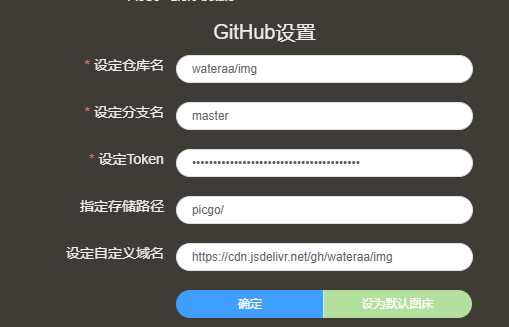 GitHub设置
* 设定仓库名 wateraa/img
* 设定分支名 master
* 设定Token ••••••••••••••••••••••••••••••••••••••••
指定存储路径 picgo/
设定自定义域名 https://cdn.jsdelivr.net/gh/wateraa/img
确定 设为默认图床